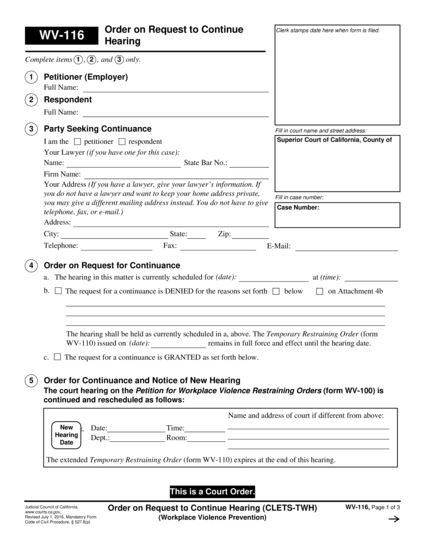 WV-116
Order on Request to Continue
Hearing
Clerk stamps date here when form is filed.
Complete items 1, 2, and 3 only.
1 Petitioner (Employer)
Full Name:
2 Respondent
Full Name:
3 Party Seeking Continuance
I am the petitioner respondent
Your Lawyer (if you have one for this case):
Name: State Bar No.:
Firm Name:
Your Address (If you have a lawyer, give your lawyer's information. If
you do not have a lawyer and want to keep your home address private,
you may give a different mailing address instead. You do not have to give
telephone, fax, or e-mail.)
Address:
City: State: Zip:
Telephone: Fax: E-Mail:
Fill in court name and street address:
Superior Court of California, County of
Fill in case number:
Case Number:
4 Order on Request for Continuance
a. The hearing in this matter is currently scheduled for (date): at (time):
b. The request for a continuance is DENIED for the reasons set forth below on Attachment 4b
The hearing shall be held as currently scheduled in a, above. The Temporary Restraining Order (form
WV-110) issued on (date): remains in full force and effect until the hearing date.
c. The request for a continuance is GRANTED as set forth below.
5 Order for Continuance and Notice of New Hearing
The court hearing on the Petition for Workplace Violence Restraining Orders (form WV-100) is
continued and rescheduled as follows:
Name and address of court if different from above:
New
Hearing
Date
Date: Time:
Dept.: Room:
The extended Temporary Restraining Order (form WV-110) expires at the end of this hearing.
This is a Court Order.
Judicial Council of California,
www.courts.ca.gov,
Revised July 1, 2016, Mandatory Form
Code of Civil Procedure, § 527.8(p)
Order on Request to Continue Hearing (CLETS-TWH)
(Workplace Violence Prevention)
WV-116, Page 1 of 3